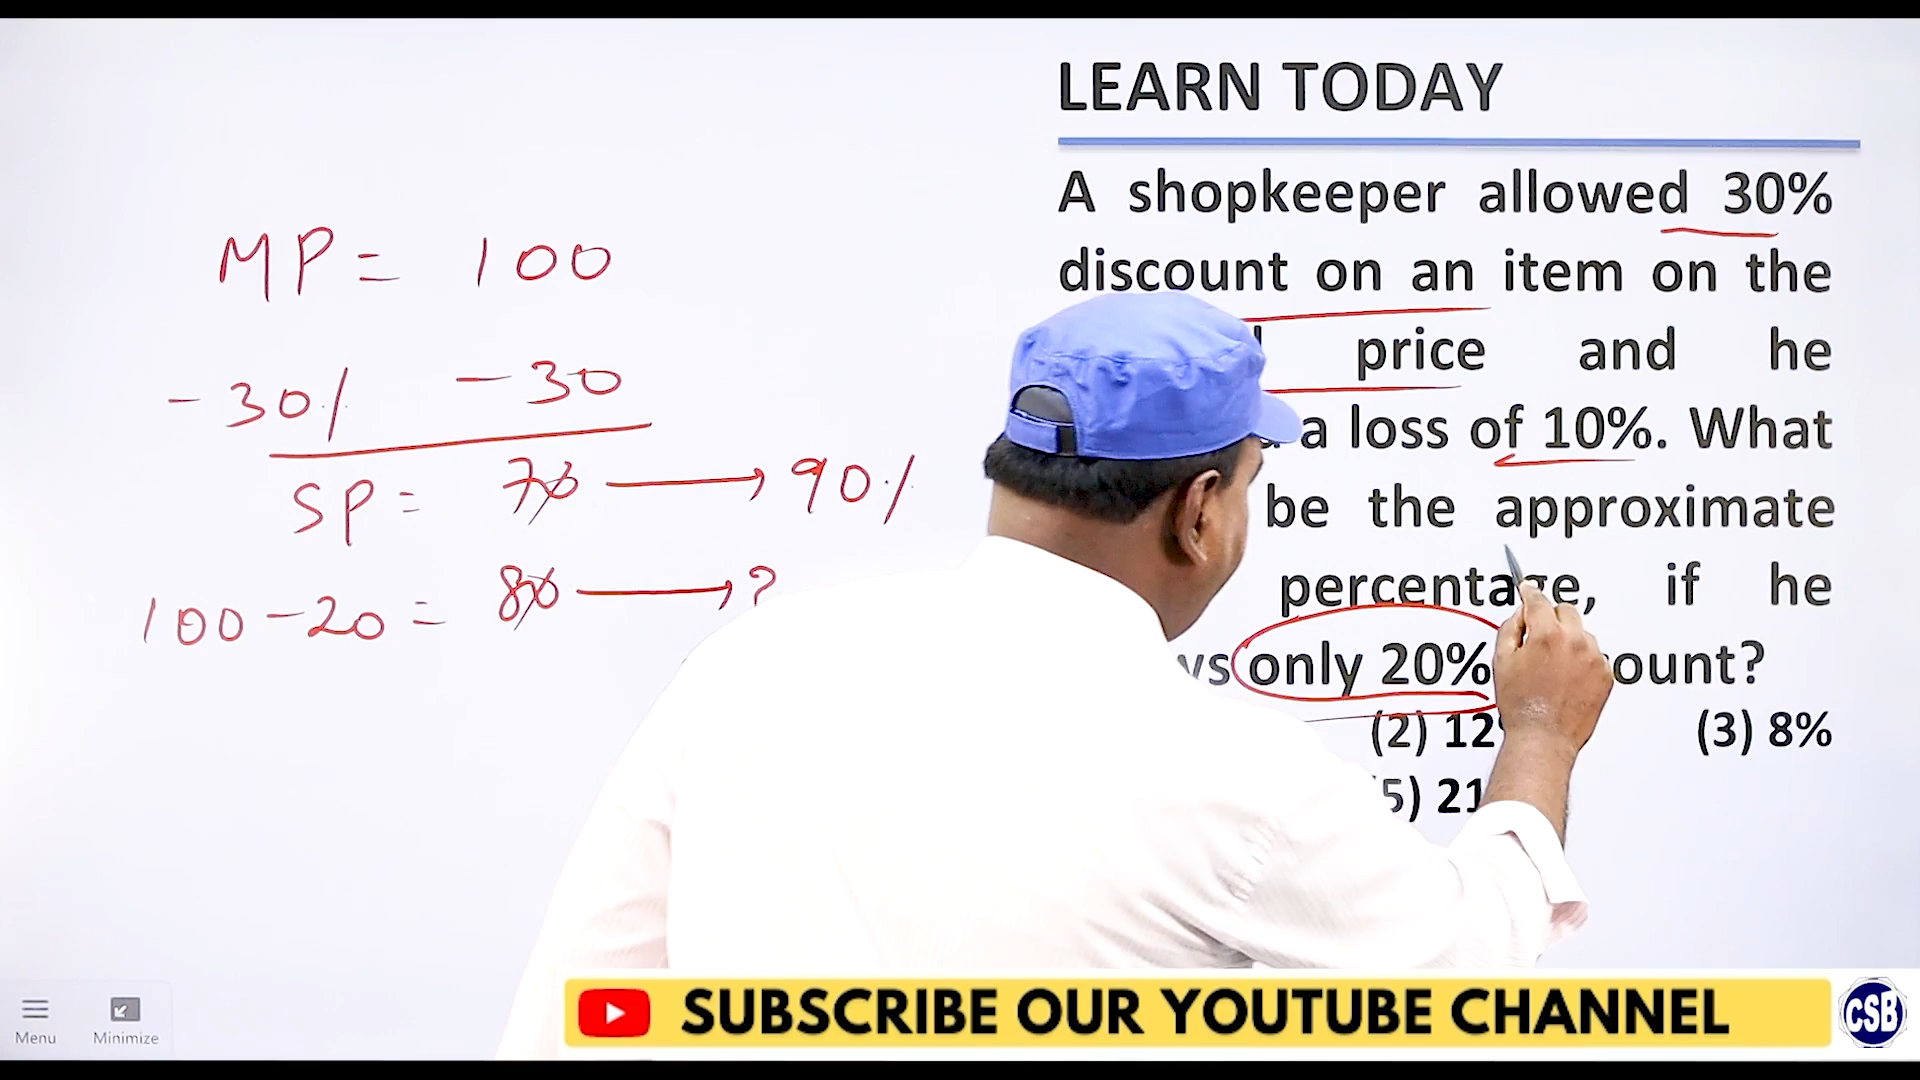 LEARN TODAY
A shopkeeper allowed 30%
discount on an item on the
price and he
a loss of 10%. What
be the approximate
percentage, if he
only 20% ount?
(2) 12 (3) 8%
(5) 21
MP = 100
-30% -30
SP = 70 → 90%
100-20 = 80 → ?
SUBSCRIBE OUR YOUTUBE CHANNEL
CSB
Menu Minimize